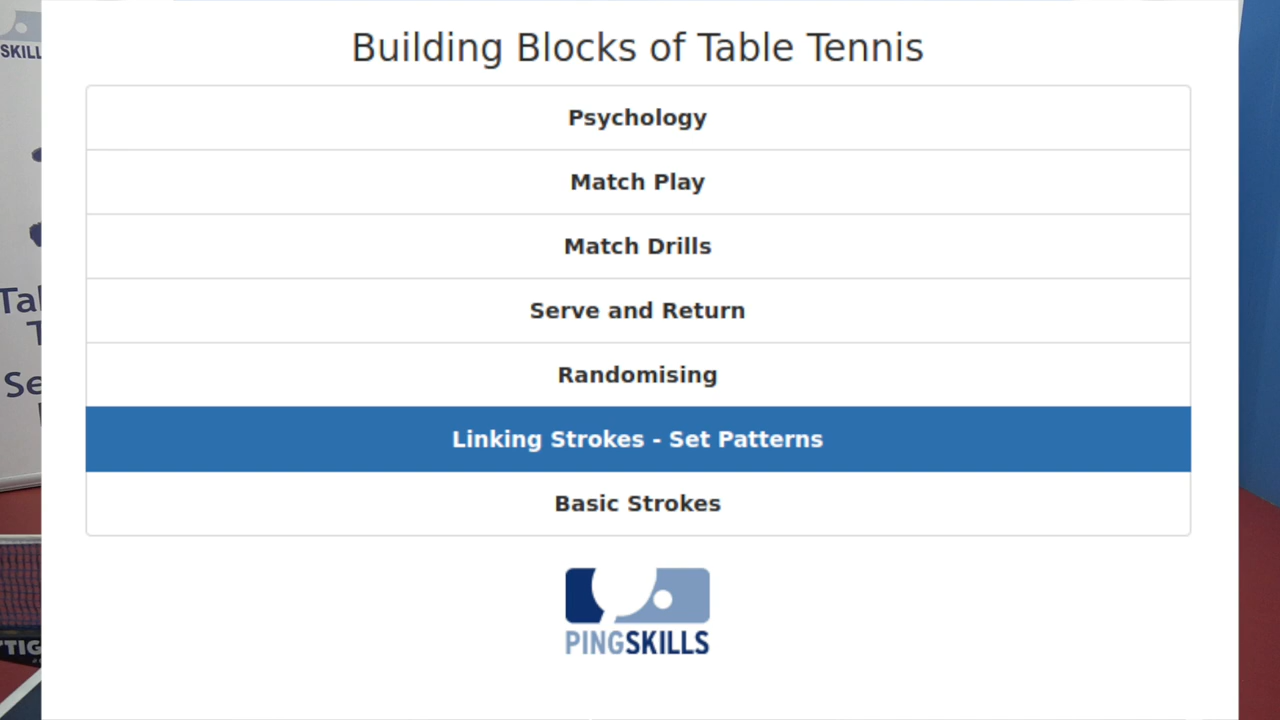 Building Blocks of Table Tennis
SKILL
Psychology
Match Play
Match Drills
Serve and Return
Randomising
Linking Strokes - Set Patterns
Basic Strokes
PINGSKILLS